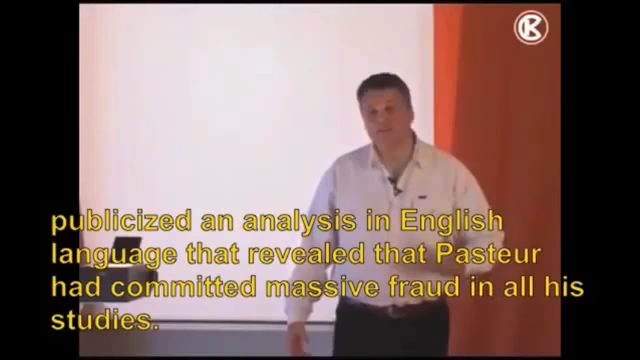 publicized an analysis in English
language that revealed that Pasteur
had committed massive fraud in all his
studies.